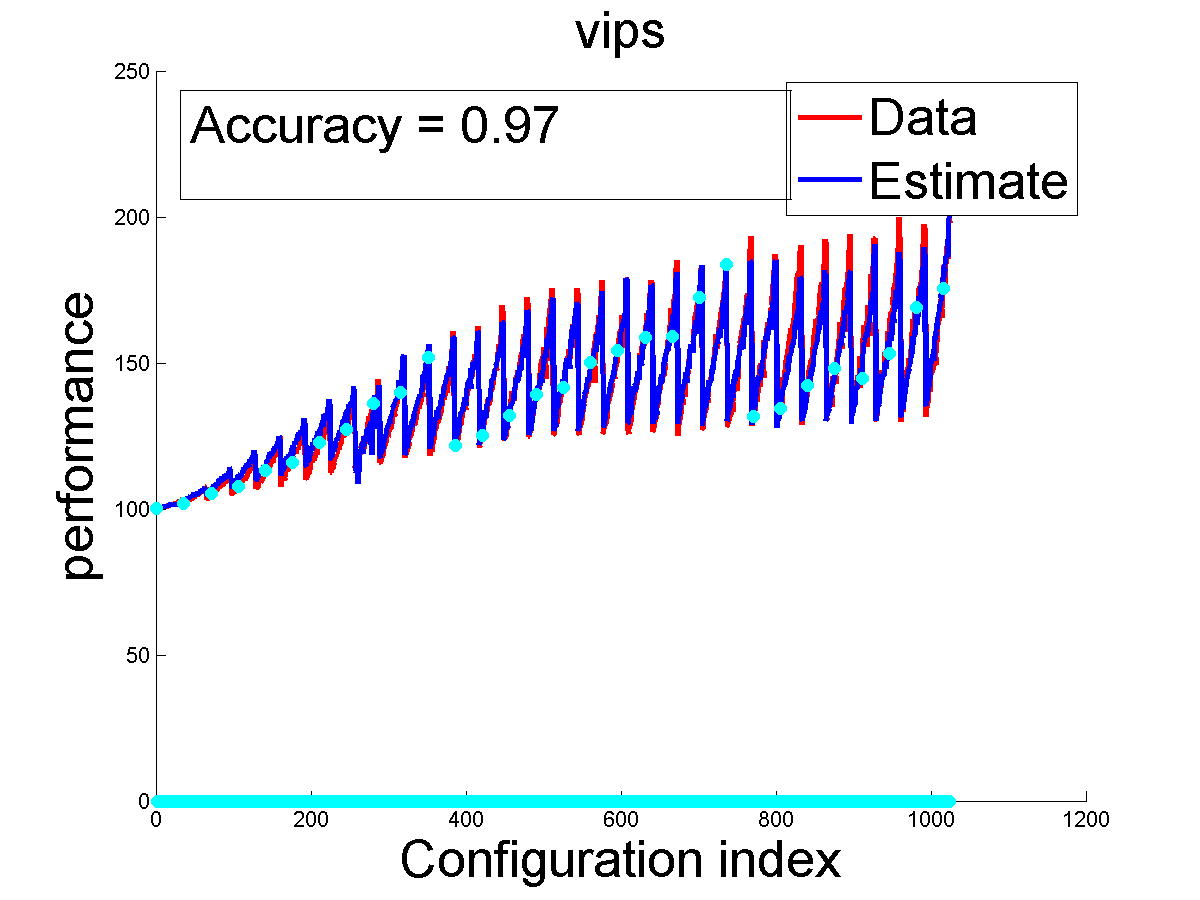 vips
250
Accuracy = 0.97
Data
Estimate
200
150
100
50
0
performance
0 200 400 600 800 1000 1200
Configuration index